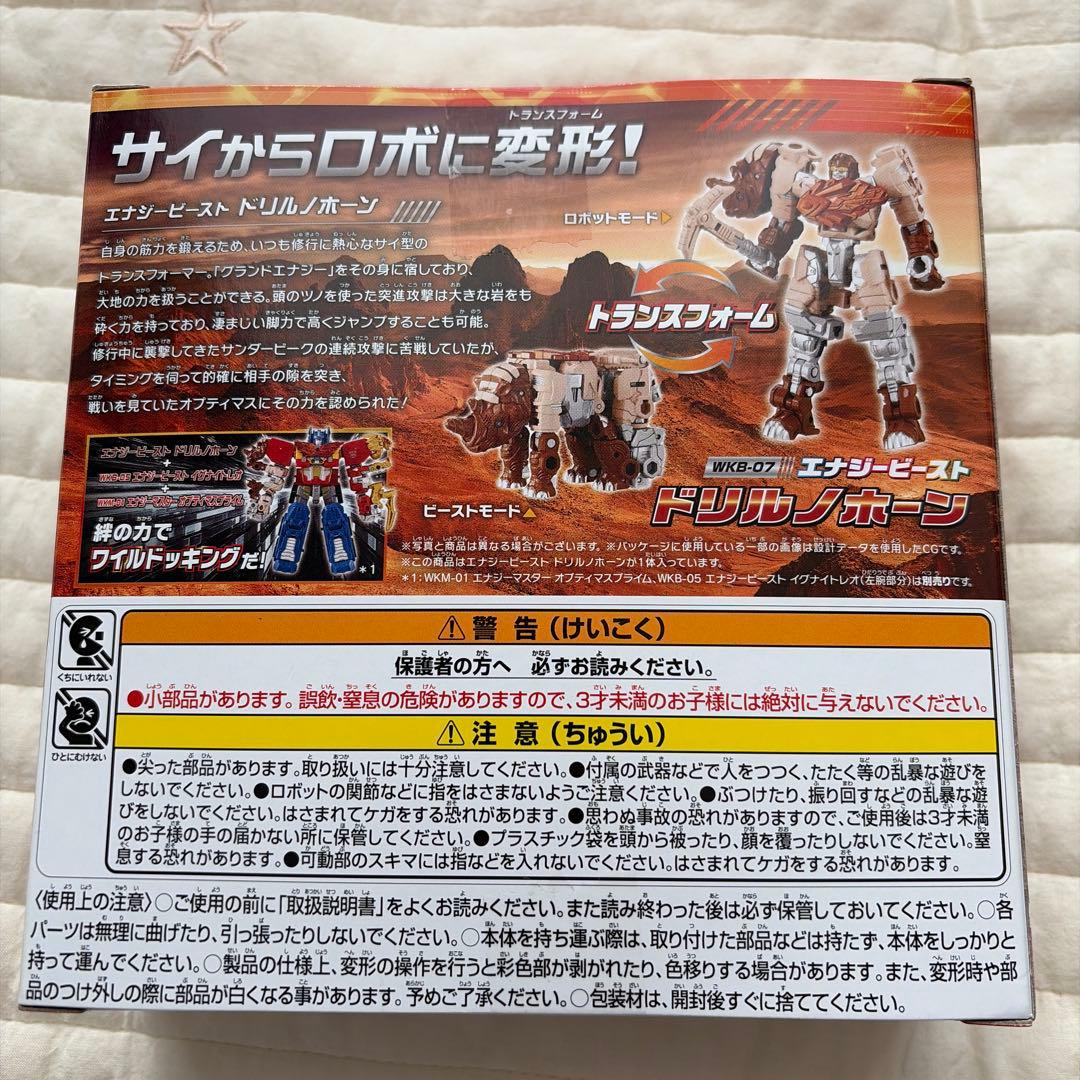 サイからロボに変形！
トランスフォーム
エナジービースト ドリルノホーン
自身の筋力を鍛えるため、いつも修行に熱心なサイ型の
トランスフォーマー。「グランドエナジー」をその身に宿しており、
大地の力を扱うことができる。頭のツノを使った突進攻撃は大きな岩をも
砕く力を持っており、凄まじい脚力で高くジャンプすることも可能。
修行中に襲撃してきたサンダーピークの連続攻撃に苦戦していたが、
タイミングを伺って的確に相手の隙を突き、
戦いを見ていたオプティマスにその力を認められた！
ロボットモード
トランスフォーム
ビーストモード
エナジービースト ドリルノホーン
+
WKB-05 エナジービースト イグナイトレオ
+
WKM-01 エナジーマスター オプティマスプライム
絆の力で
ワイルドッキングだ！
*1
WKB-07 エナジービースト
ドリルノホーン
※写真と商品は異なる場合がございます。※パッケージに使用している一部の画像は設計データを使用したCGです。
※この商品はエナジービースト ドリルノホーンが1体入っています。
*1：WKM-01 エナジーマスター オプティマスプライム、WKB-05 エナジービースト イグナイトレオ(左腕部分)は別売りです。
くちにいれない
ひとにむけない
警告（けいこく）
保護者の方へ 必ずお読みください。
●小部品があります。誤飲・窒息の危険がありますので、3才未満のお子様には絶対に与えないでください。
注意（ちゅうい）
●尖った部品があります。取り扱いには十分注意してください。●付属の武器などで人をつつく、たたく等の乱暴な遊びを
しないでください。●ロボットの関節などに指をはさまないようご注意ください。●ぶつけたり、振り回すなどの乱暴な遊
びをしないでください。はさまれてケガをする恐れがあります。●思わぬ事故の恐れがありますので、ご使用後は3才未満
のお子様の手の届かない所に保管してください。●プラスチック袋を頭から被ったり、顔を覆ったりしないでください。窒
息する恐れがあります。●可動部のスキマには指などを入れないでください。はさまれてケガをする恐れがあります。
〈使用上の注意〉○ご使用の前に「取扱説明書」をよくお読みください。また読み終わった後は必ず保管しておいてください。○各
パーツは無理に曲げたり、引っ張ったりしないでください。○本体を持ち運ぶ際は、取り付けた部品などは持たず、本体をしっかりと
持って運んでください。○製品の仕様上、変形の操作を行うと彩色部が剥がれたり、色移りする場合があります。また、変形時や部
品のつけ外しの際に部品が白くなる事があります。予めご了承ください。○包装材は、開封後すぐに捨ててください。